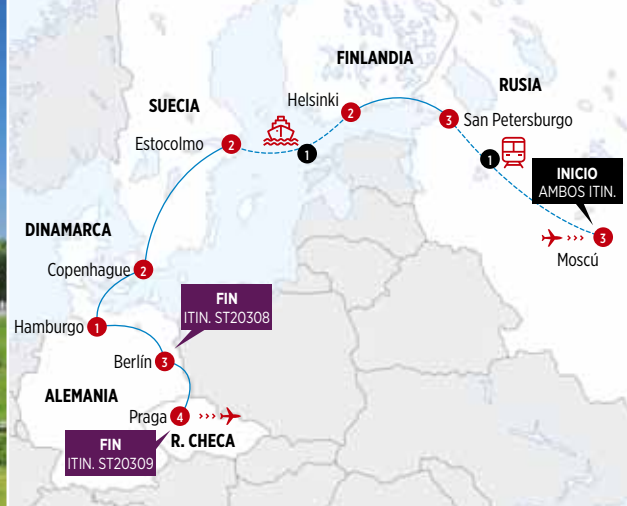 FINLANDIA
RUSIA
SUECIA
Helsinki
2
3
San Petersburgo
Estocolmo
2
1
1
INICIO
AMBOS ITIN.
3
Moscú
DINAMARCA
Copenhague
2
FIN
ITIN. ST20308
Hamburgo
1
Berlín
3
ALEMANIA
Praga
4
R. CHECA
FIN
ITIN. ST20309